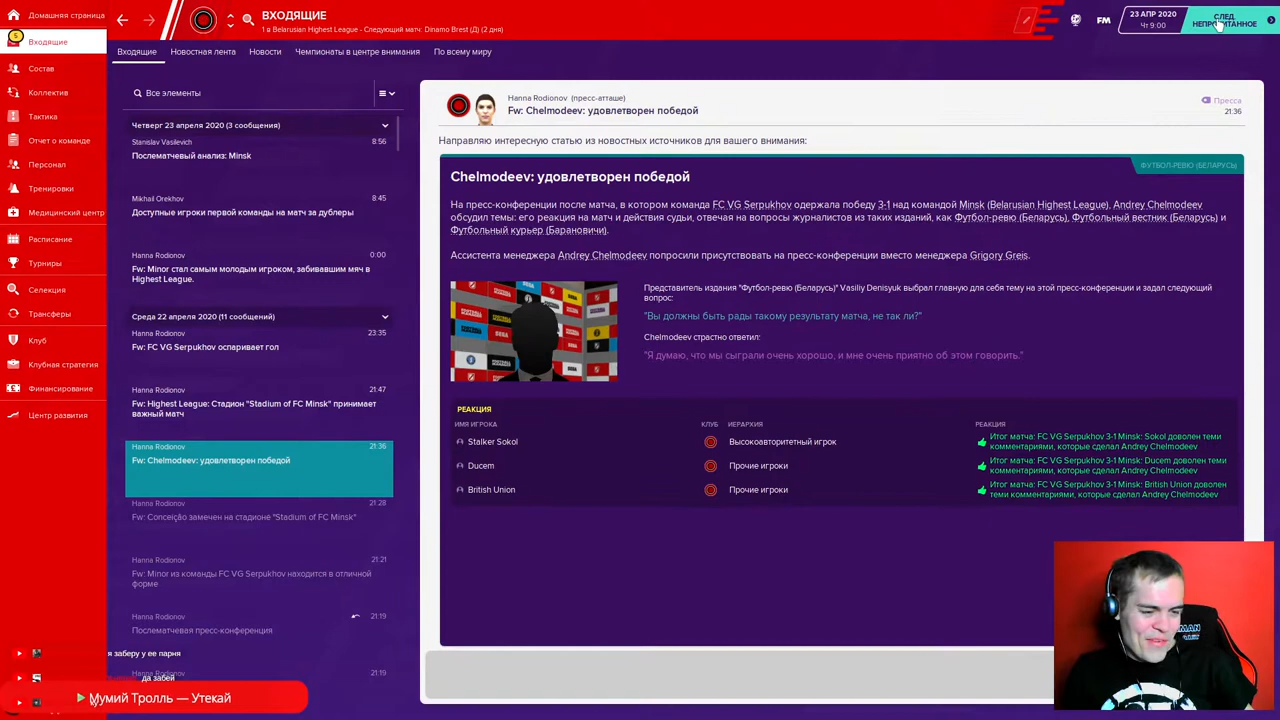 Домашняя страница
5
Входящие
Состав
Коллектив
Тактика
Отчет о команде
Персонал
Тренировки
Медицинский центр
Расписание
Турниры
Селекция
Трансферы
Клуб
Клубная стратегия
Финансирование
Центр развития
ВХОДЯЩИЕ
1 в Belarusian Highest League - Следующий матч: Dinamo Brest (Д) (2 дня)
FM
23 АПР 2020
Чт 9:00
СЛЕД. НЕПРОЧИТАННОЕ
Входящие
Новостная лента
Новости
Чемпионаты в центре внимания
По всему миру
Все элементы
Четверг 23 апреля 2020 (3 сообщения)
Stanislav Vasilevich 8:56
Послематчевый анализ: Minsk
Mikhail Orekhov 8:45
Доступные игроки первой команды на матч за дублеры
Hanna Rodionov 0:00
Fw: Minor стал самым молодым игроком, забивавшим мяч в
Highest League.
Среда 22 апреля 2020 (11 сообщений)
Hanna Rodionov 23:35
Fw: FC VG Serpukhov оспаривает гол
Hanna Rodionov 21:47
Fw: Highest League: Стадион "Stadium of FC Minsk" принимает
важный матч
Hanna Rodionov 21:36
Fw: Chelmodeev: удовлетворен победой
Hanna Rodionov 21:28
Fw: Conceição замечен на стадионе "Stadium of FC Minsk"
Hanna Rodionov 21:21
Fw: Minor из команды FC VG Serpukhov находится в отличной
форме
Hanna Rodionov 21:19
Послематчевая пресс-конференция
я заберу у ее парня
Hanna Rodionov 21:19
да забей
Мумий Тролль — Утекай
Hanna Rodionov (пресс-атташе)
Fw: Chelmodeev: удовлетворен победой
Пресса
21:36
Направляю интересную статью из новостных источников для вашего внимания:
ФУТБОЛ-РЕВЮ (БЕЛАРУСЬ)
Chelmodeev: удовлетворен победой
На пресс-конференции после матча, в котором команда FC VG Serpukhov одержала победу 3-1 над командой Minsk (Belarusian Highest League), Andrey Chelmodeev
обсудил темы: его реакция на матч и действия судьи, отвечая на вопросы журналистов из таких изданий, как Футбол-ревю (Беларусь), Футбольный вестник (Беларусь) и
Футбольный курьер (Барановичи).
Ассистента менеджера Andrey Chelmodeev попросили присутствовать на пресс-конференции вместо менеджера Grigory Greis.
Представитель издания "Футбол-ревю (Беларусь)" Vasiliy Denisyuk выбрал главную для себя тему на этой пресс-конференции и задал следующий
вопрос:
"Вы должны быть рады такому результату матча, не так ли?"
Chelmodeev страстно ответил:
"Я думаю, что мы сыграли очень хорошо, и мне очень приятно об этом говорить."
РЕАКЦИЯ
ИМЯ ИГРОКА КЛУБ ИЕРАРХИЯ РЕАКЦИЯ
Stalker Sokol Высокоавторитетный игрок Итог матча: FC VG Serpukhov 3-1 Minsk: Sokol доволен теми
комментариями, которые сделал Andrey Chelmodeev
Ducem Прочие игроки Итог матча: FC VG Serpukhov 3-1 Minsk: Ducem доволен теми
комментариями, которые сделал Andrey Chelmodeev
British Union Прочие игроки Итог матча: FC VG Serpukhov 3-1 Minsk: British Union доволен
теми комментариями, которые сделал Andrey Chelmodeev